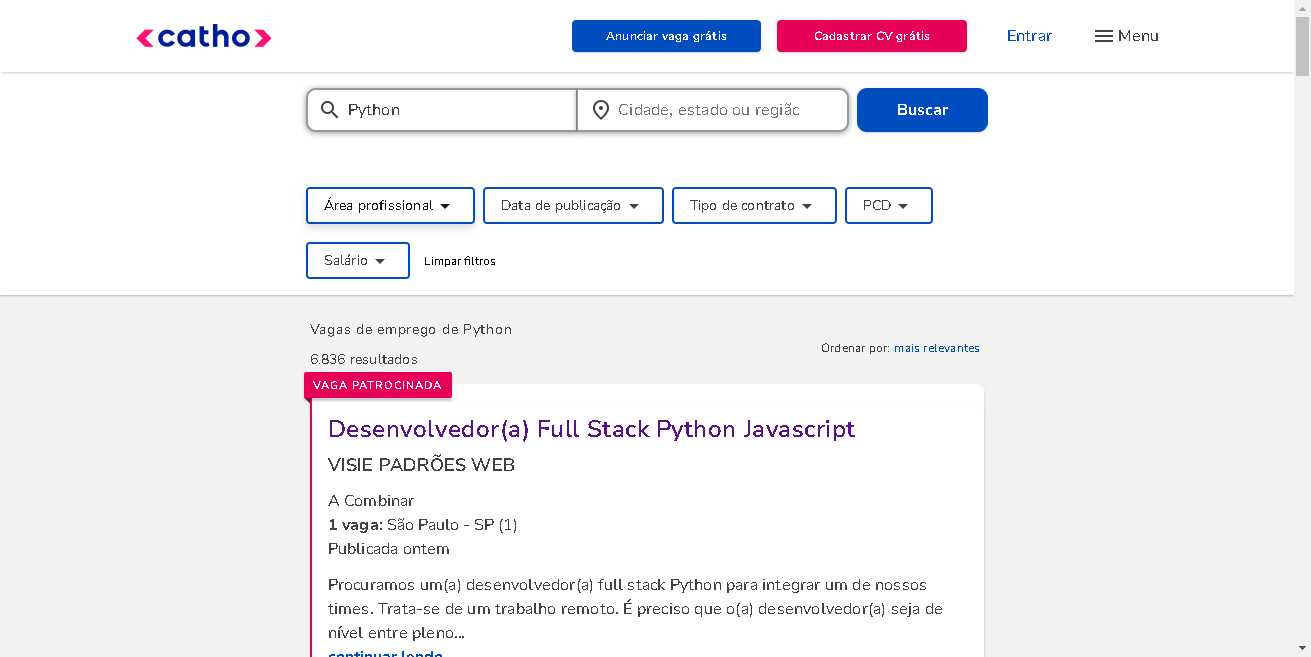 catho
Anunciar vaga grátis
Cadastrar CV grátis
Entrar
Menu
Python
Cidade, estado ou região
Buscar
Área profissional
Data de publicação
Tipo de contrato
PCD
Salário
Limpar filtros
Vagas de emprego de Python
6.836 resultados
Ordenar por: mais relevantes
VAGA PATROCINADA
Desenvolvedor(a) Full Stack Python Javascript
VISIE PADRÕES WEB
A Combinar
1 vaga: São Paulo - SP (1)
Publicada ontem
Procuramos um(a) desenvolvedor(a) full stack Python para integrar um de nossos
times. Trata-se de um trabalho remoto. É preciso que o(a) desenvolvedor(a) seja de
nível entre pleno...
continuar lendo